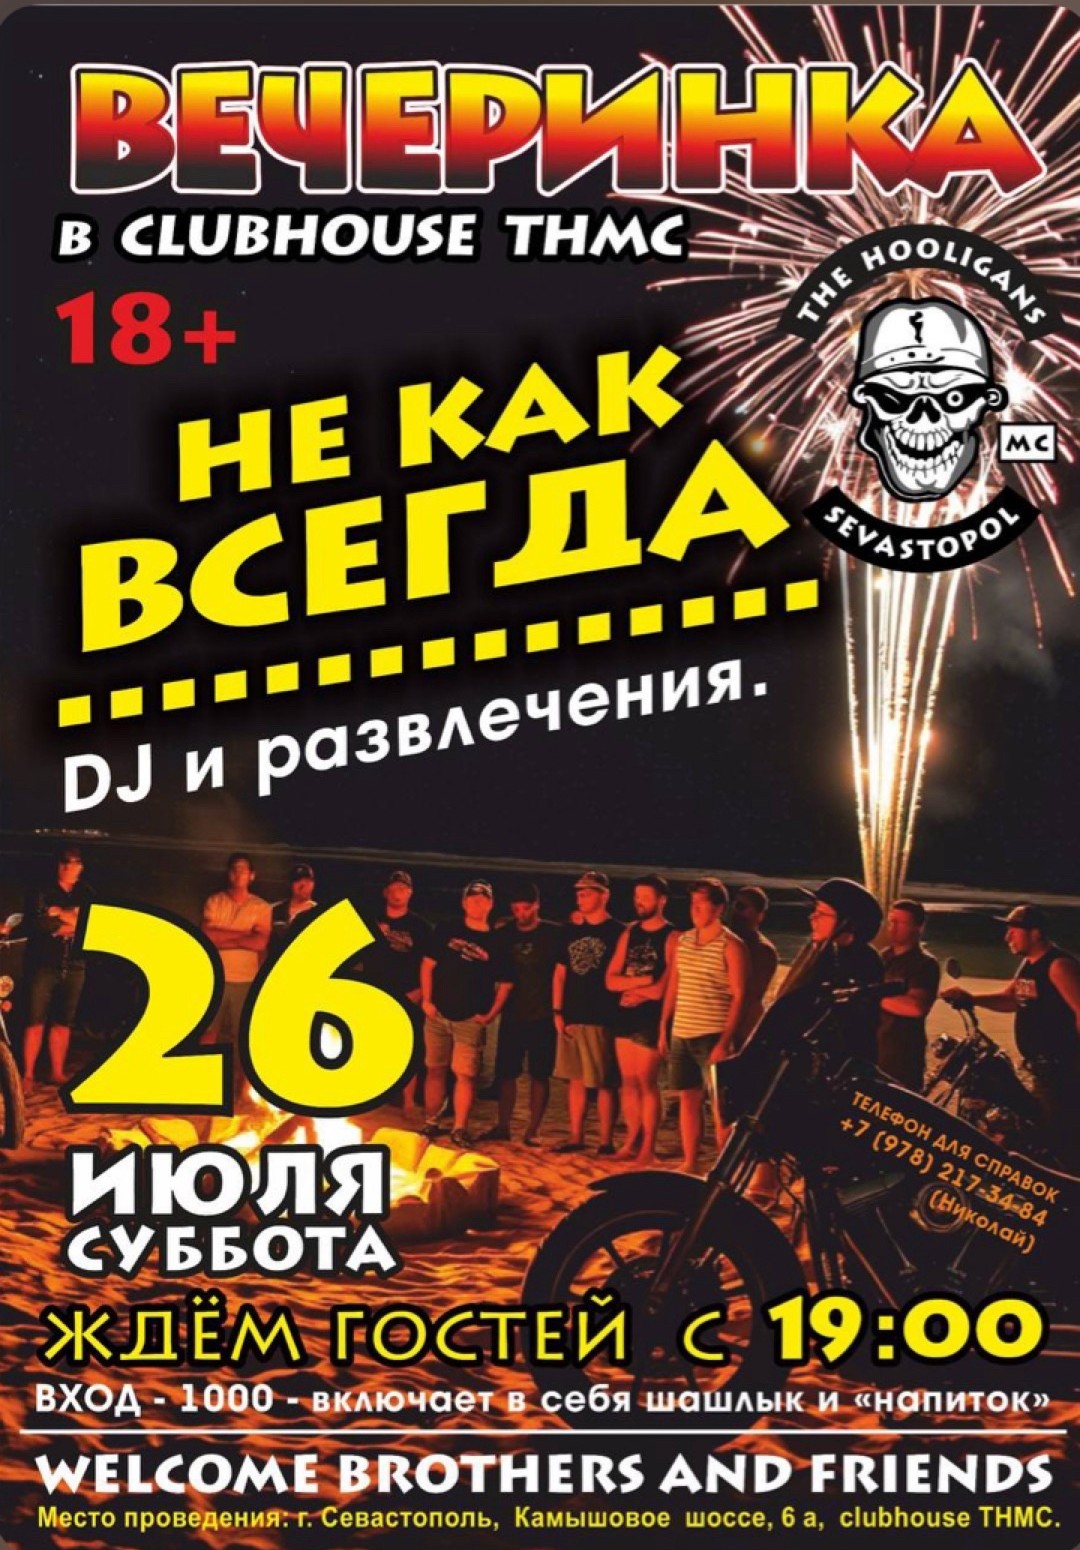 ВЕЧЕРИНКА
В CLUBHOUSE THMC
18+
THE HOOLIGANS
MC
SEVASTOPOL
НЕ КАК
ВСЕГДА
DJ и развлечения.
26
ИЮЛЯ
СУББОТА
ТЕЛЕФОН ДЛЯ СПРАВОК
+7 (978) 217-34-84
(Николай)
ЖДЁМ ГОСТЕЙ С 19:00
ВХОД - 1000 - включает в себя шашлык и «напиток»
WELCOME BROTHERS AND FRIENDS
Место проведения: г. Севастополь, Камышовое шоссе, 6 а, clubhouse THMC.